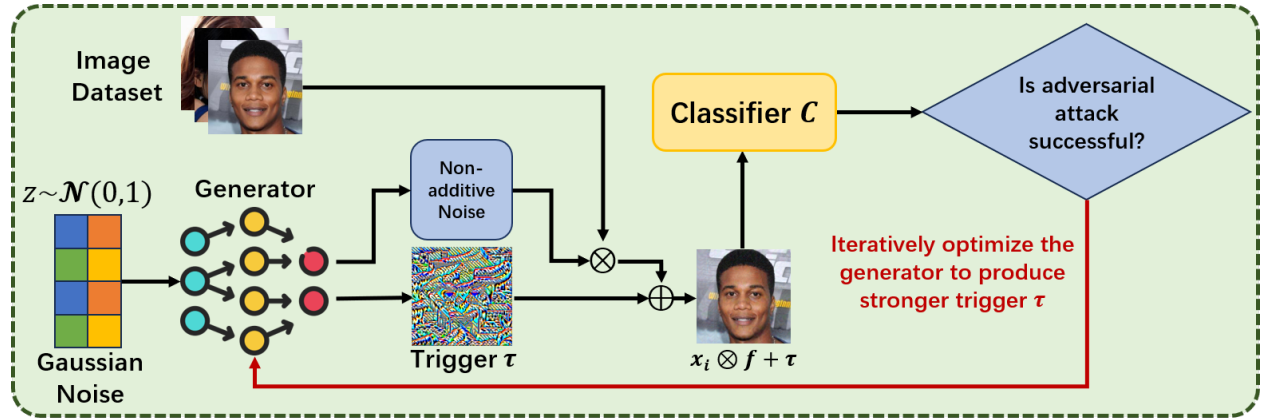 Image
Dataset
z~𝓝(0,1)
Generator
Gaussian
Noise
Non-
additive
Noise
Trigger τ
Classifier C
x_i ⊗ f + τ
Is adversarial
attack
successful?
Iteratively optimize the
generator to produce
stronger trigger τ